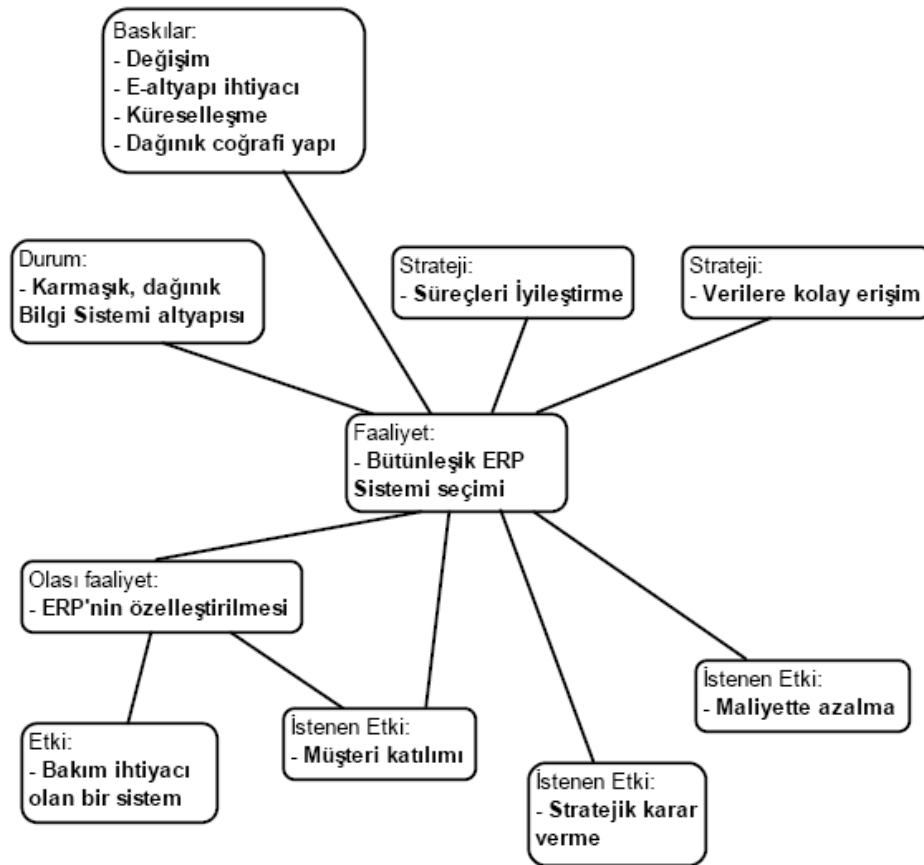 Baskılar:
- Değişim
- E-altyapı ihtiyacı
- Küreselleşme
- Dağınık coğrafi yapı
Durum:
- Karmaşık, dağınık
Bilgi Sistemi altyapısı
Strateji:
- Süreçleri İyileştirme
Strateji:
- Verilere kolay erişim
Faaliyet:
- Bütünleşik ERP
Sistemi seçimi
Olası faaliyet:
- ERP'nin özelleştirilmesi
Etki:
- Bakım ihtiyacı
olan bir sistem
İstenen Etki:
- Müşteri katılımı
İstenen Etki:
- Stratejik karar
verme
İstenen Etki:
- Maliyette azalma